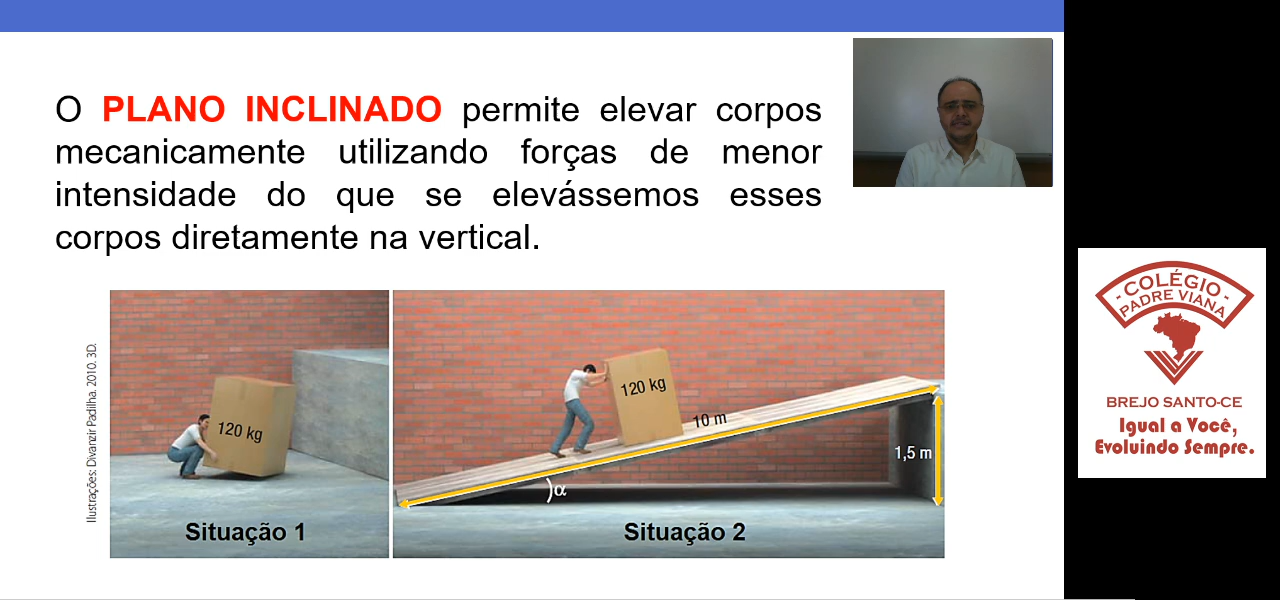 O PLANO INCLINADO permite elevar corpos
mecanicamente utilizando forças de menor
intensidade do que se elevássemos esses
corpos diretamente na vertical.
Ilustrações: Divanzir Padilha. 2010. 3D.
120 kg
Situação 1
120 kg
10 m
1,5 m
α
Situação 2
- COLÉGIO -
PADRE VIANA
BREJO SANTO-CE
Igual a Você,
Evoluindo Sempre.